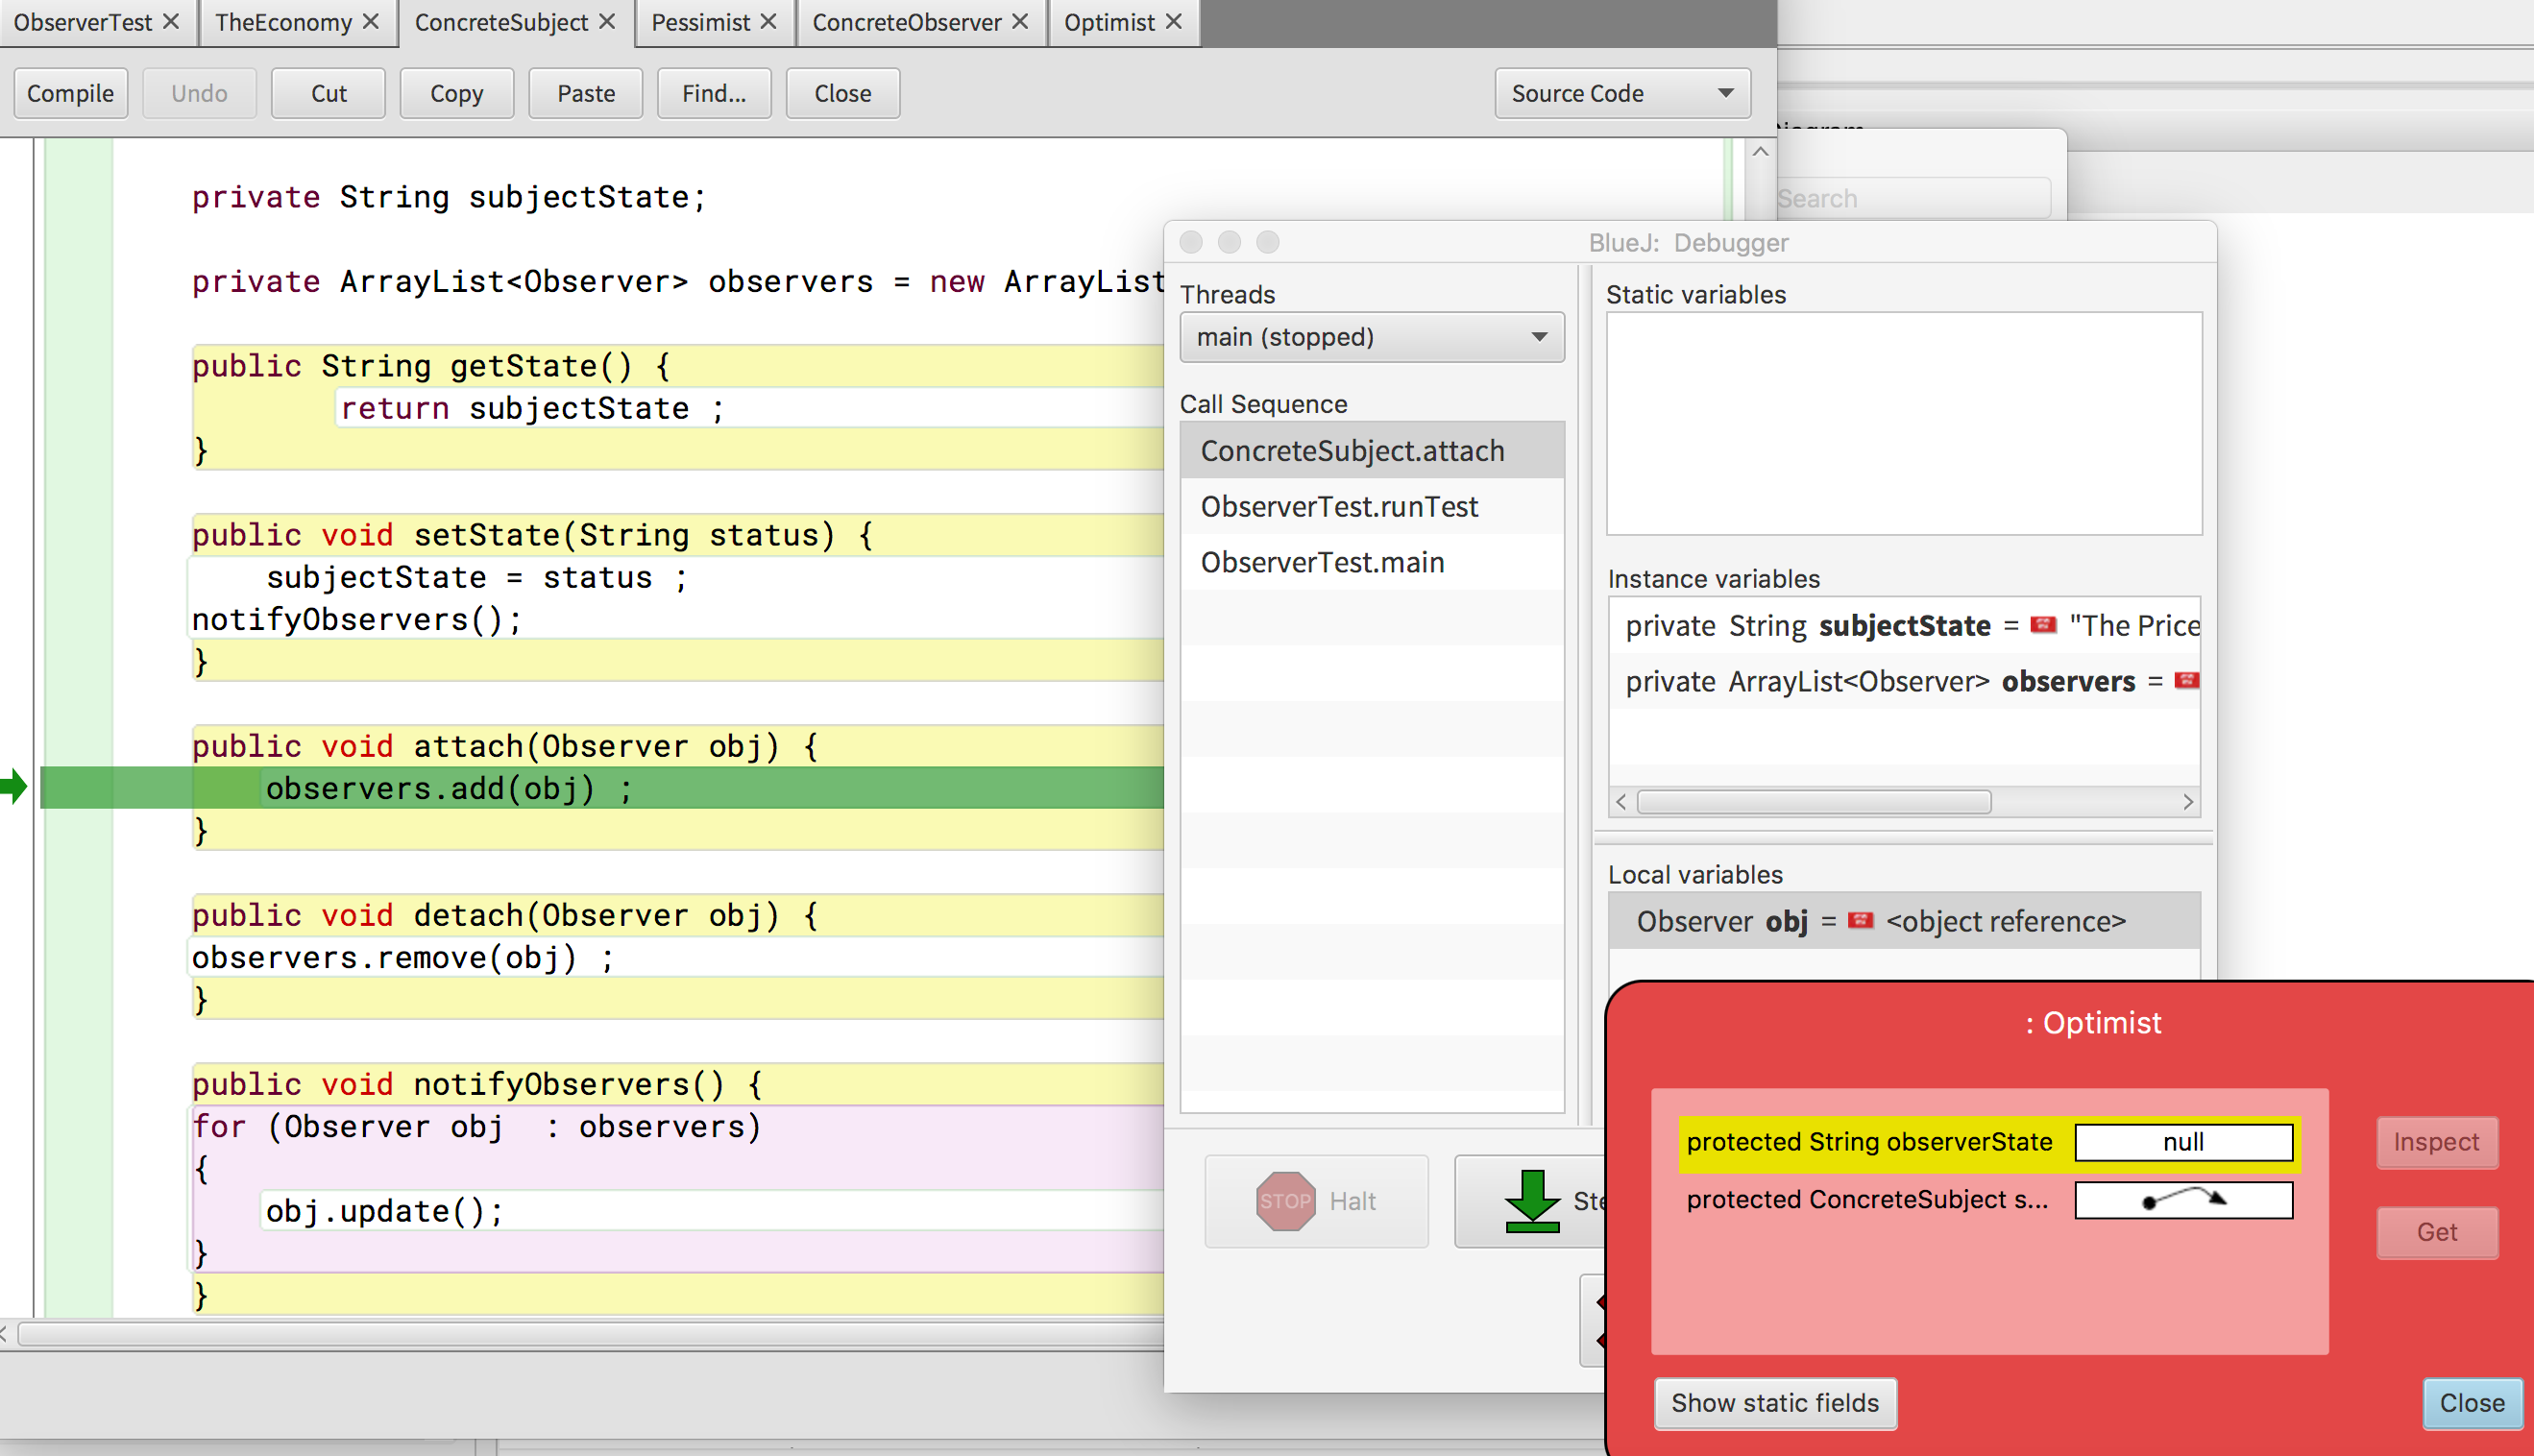 ObserverTest
TheEconomy
ConcreteSubject
Pessimist
ConcreteObserver
Optimist
Compile
Undo
Cut
Copy
Paste
Find...
Close
Source Code
private String subjectState;
private ArrayList<Observer> observers = new ArrayList
public String getState() {
return subjectState ;
}
public void setState(String status) {
subjectState = status ;
notifyObservers();
}
public void attach(Observer obj) {
observers.add(obj) ;
}
public void detach(Observer obj) {
observers.remove(obj) ;
}
public void notifyObservers() {
for (Observer obj  : observers)
{
obj.update();
}
}
Search
BlueJ:  Debugger
Threads
main (stopped)
Call Sequence
ConcreteSubject.attach
ObserverTest.runTest
ObserverTest.main
Static variables
Instance variables
private String subjectState = "The Price
private ArrayList<Observer> observers =
Local variables
Observer obj = <object reference>
STOP Halt
Ste
: Optimist
protected String observerState null
protected ConcreteSubject s...
Inspect
Get
Show static fields
Close